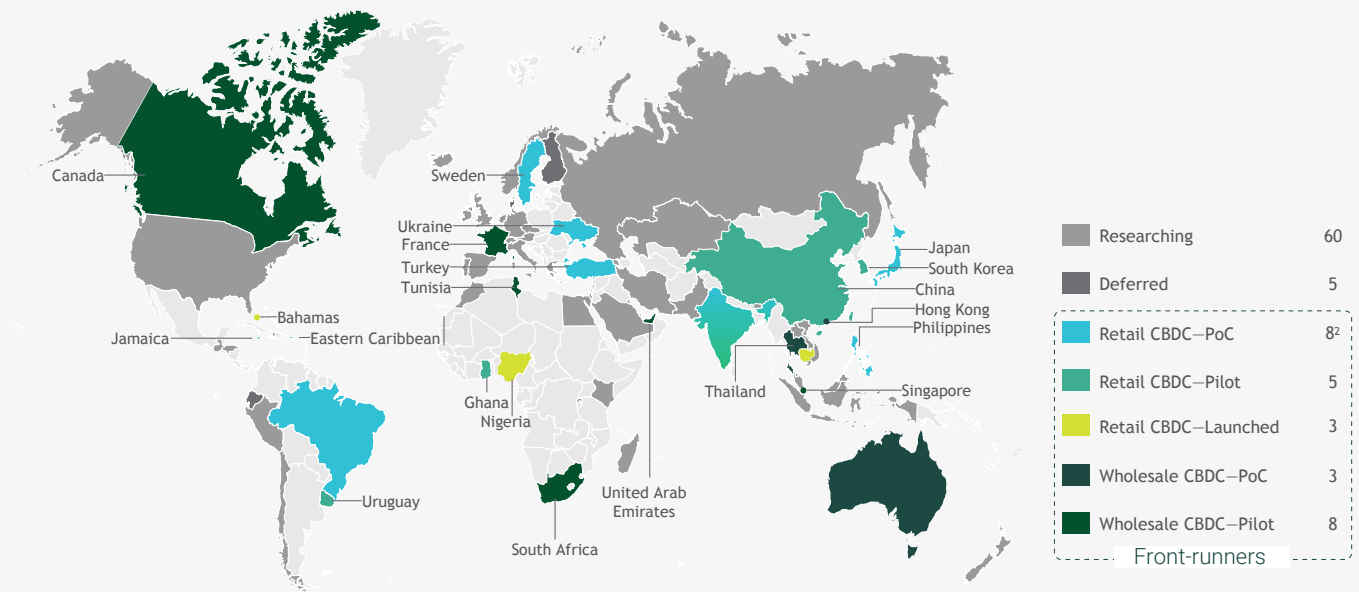 Canada
Sweden
Ukraine
France
Turkey
Tunisia
Bahamas
Jamaica
Eastern Caribbean
Ghana
Nigeria
Uruguay
South Africa
United Arab
Emirates
Thailand
Japan
South Korea
China
Hong Kong
Philippines
Singapore
Researching 60
Deferred 5
Retail CBDC—PoC 8²
Retail CBDC—Pilot 5
Retail CBDC—Launched 3
Wholesale CBDC—PoC 3
Wholesale CBDC—Pilot 8
Front-runners